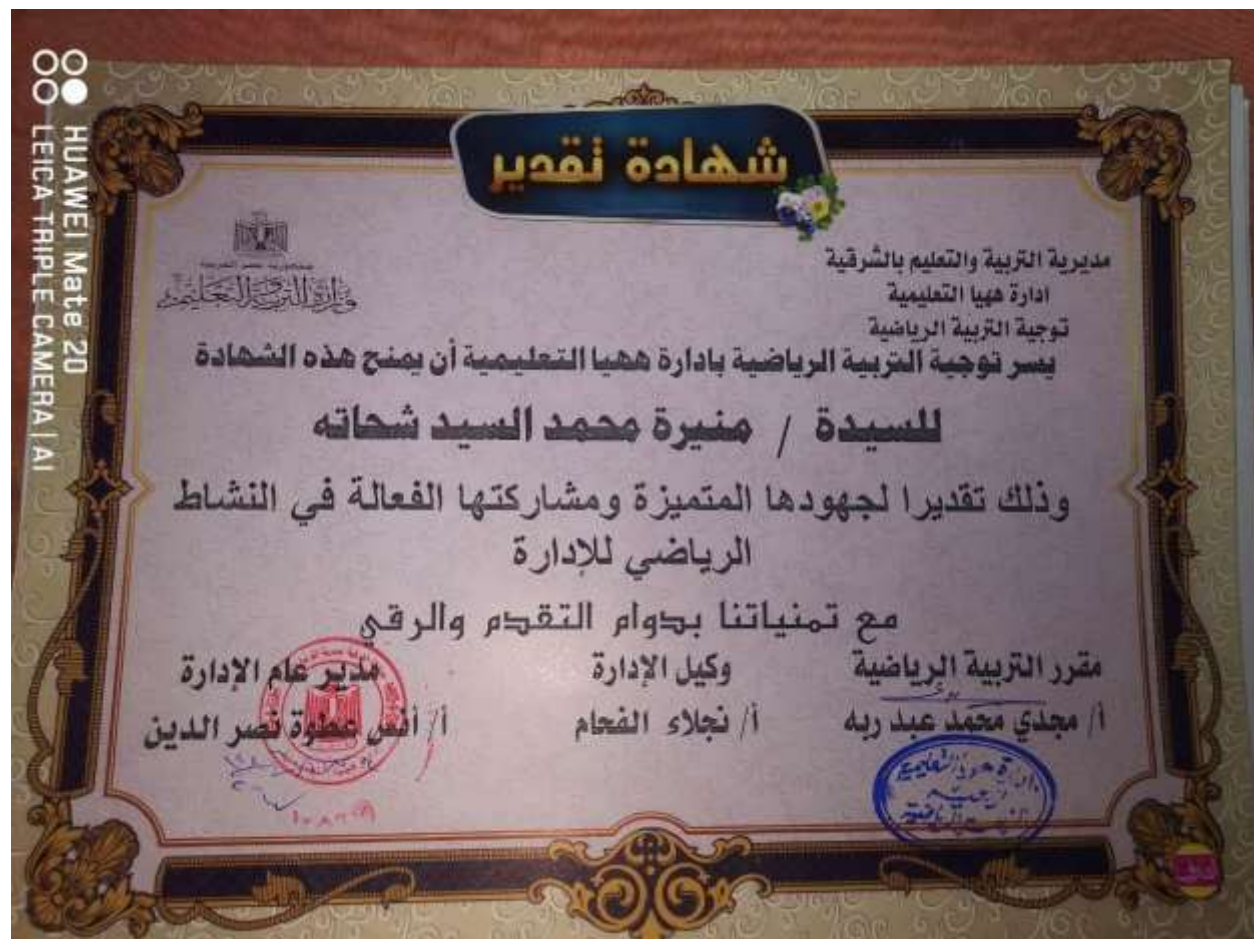 شهادة تقدير
مديرية التربية والتعليم بالشرقية
ادارة ههيا التعليمية
توجية التربية الرياضية
وزارة التربية والتعليم
يسر توجية التربية الرياضية بادارة ههيا التعليمية أن يمنح هذه الشهادة
للسيدة / منيرة محمد السيد شحاته
وذلك تقديرا لجهودها المتميزة ومشاركتها الفعالة في النشاط
الرياضي للإدارة
مع تمنياتنا بدوام التقدم والرقي
مقرر التربية الرياضية وكيل الإدارة مدير عام الإدارة
أ/ مجدي محمد عبد ربه أ/ نجلاء الفحام أ/ أنس عطوة نصر الدين
HUAWEI Mate 20
LEICA TRIPLE CAMERA | AI